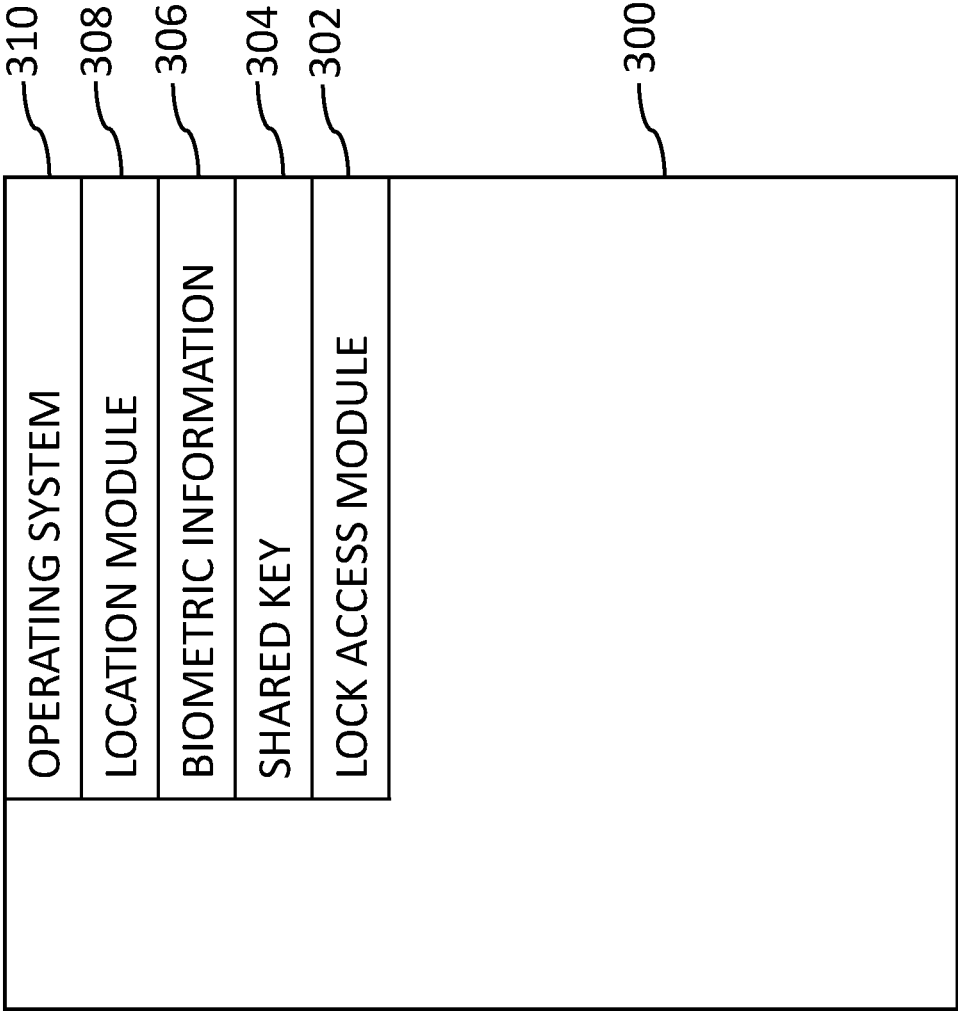 OPERATING SYSTEM 310
LOCATION MODULE 308
BIOMETRIC INFORMATION 306
SHARED KEY 304
LOCK ACCESS MODULE 302
300